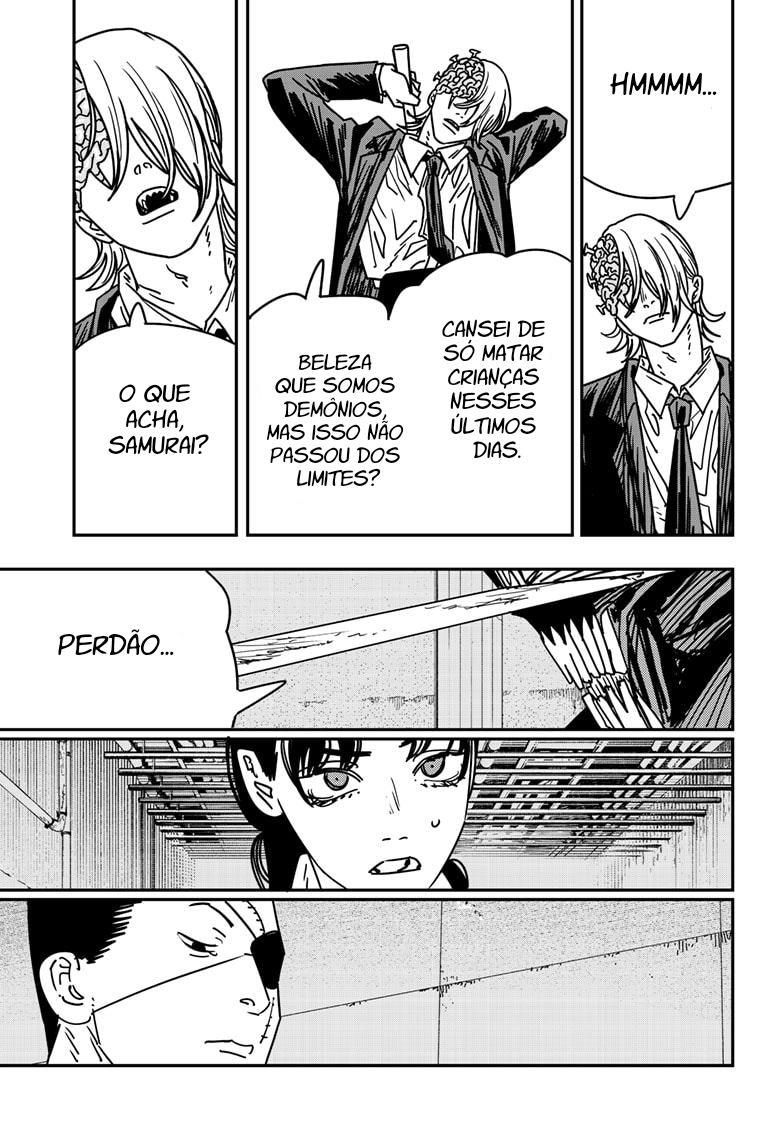 HMMMM...
CANSEI DE
SÓ MATAR
CRIANÇAS
NESSES
ÚLTIMOS
DIAS.
BELEZA
QUE SOMOS
DEMÔNIOS,
MAS ISSO NÃO
PASSOU DOS
LIMITES?
O QUE
ACHA,
SAMURAI?
PERDÃO...